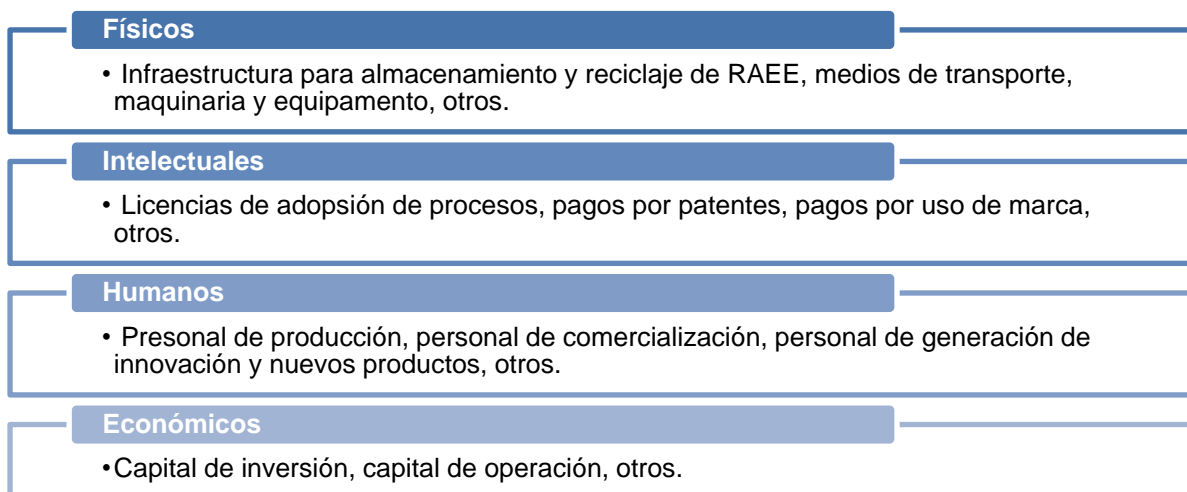 Físicos
• Infraestructura para almacenamiento y reciclaje de RAEE, medios de transporte,
maquinaria y equipamento, otros.
Intelectuales
• Licencias de adopsión de procesos, pagos por patentes, pagos por uso de marca,
otros.
Humanos
• Presonal de producción, personal de comercialización, personal de generación de
innovación y nuevos productos, otros.
Económicos
•Capital de inversión, capital de operación, otros.